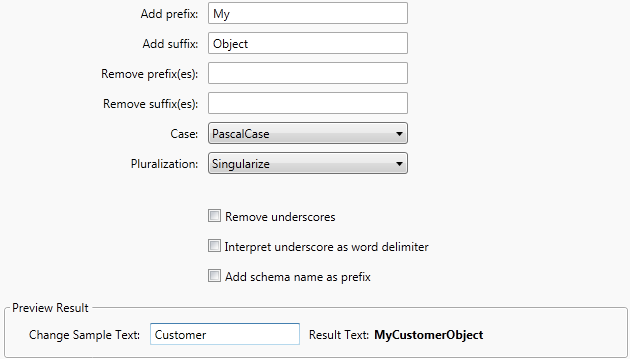 Add prefix: My
Add suffix: Object
Remove prefix(es):
Remove suffix(es):
Case: PascalCase
Pluralization: Singularize
Remove underscores
Interpret underscore as word delimiter
Add schema name as prefix
Preview Result
Change Sample Text: Customer Result Text: MyCustomerObject